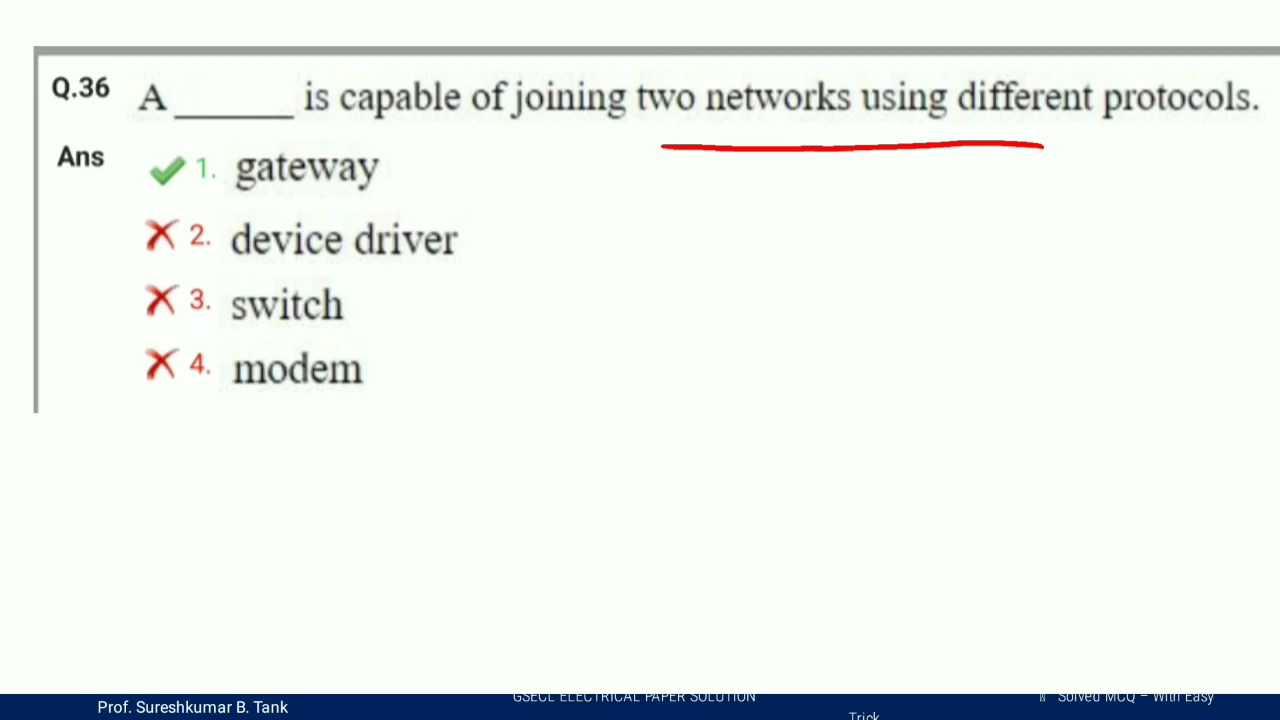 Q.36 A ______ is capable of joining two networks using different protocols.
Ans
1. gateway
2. device driver
3. switch
4. modem
Prof. Sureshkumar B. Tank
GSECL ELECTRICAL PAPER SOLUTION
Solved MCQ – With Easy
Trick